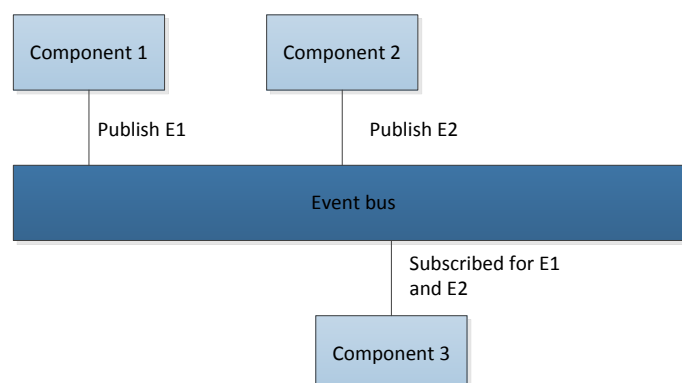 Component 1
Component 2
Publish E1
Publish E2
Event bus
Subscribed for E1
and E2
Component 3